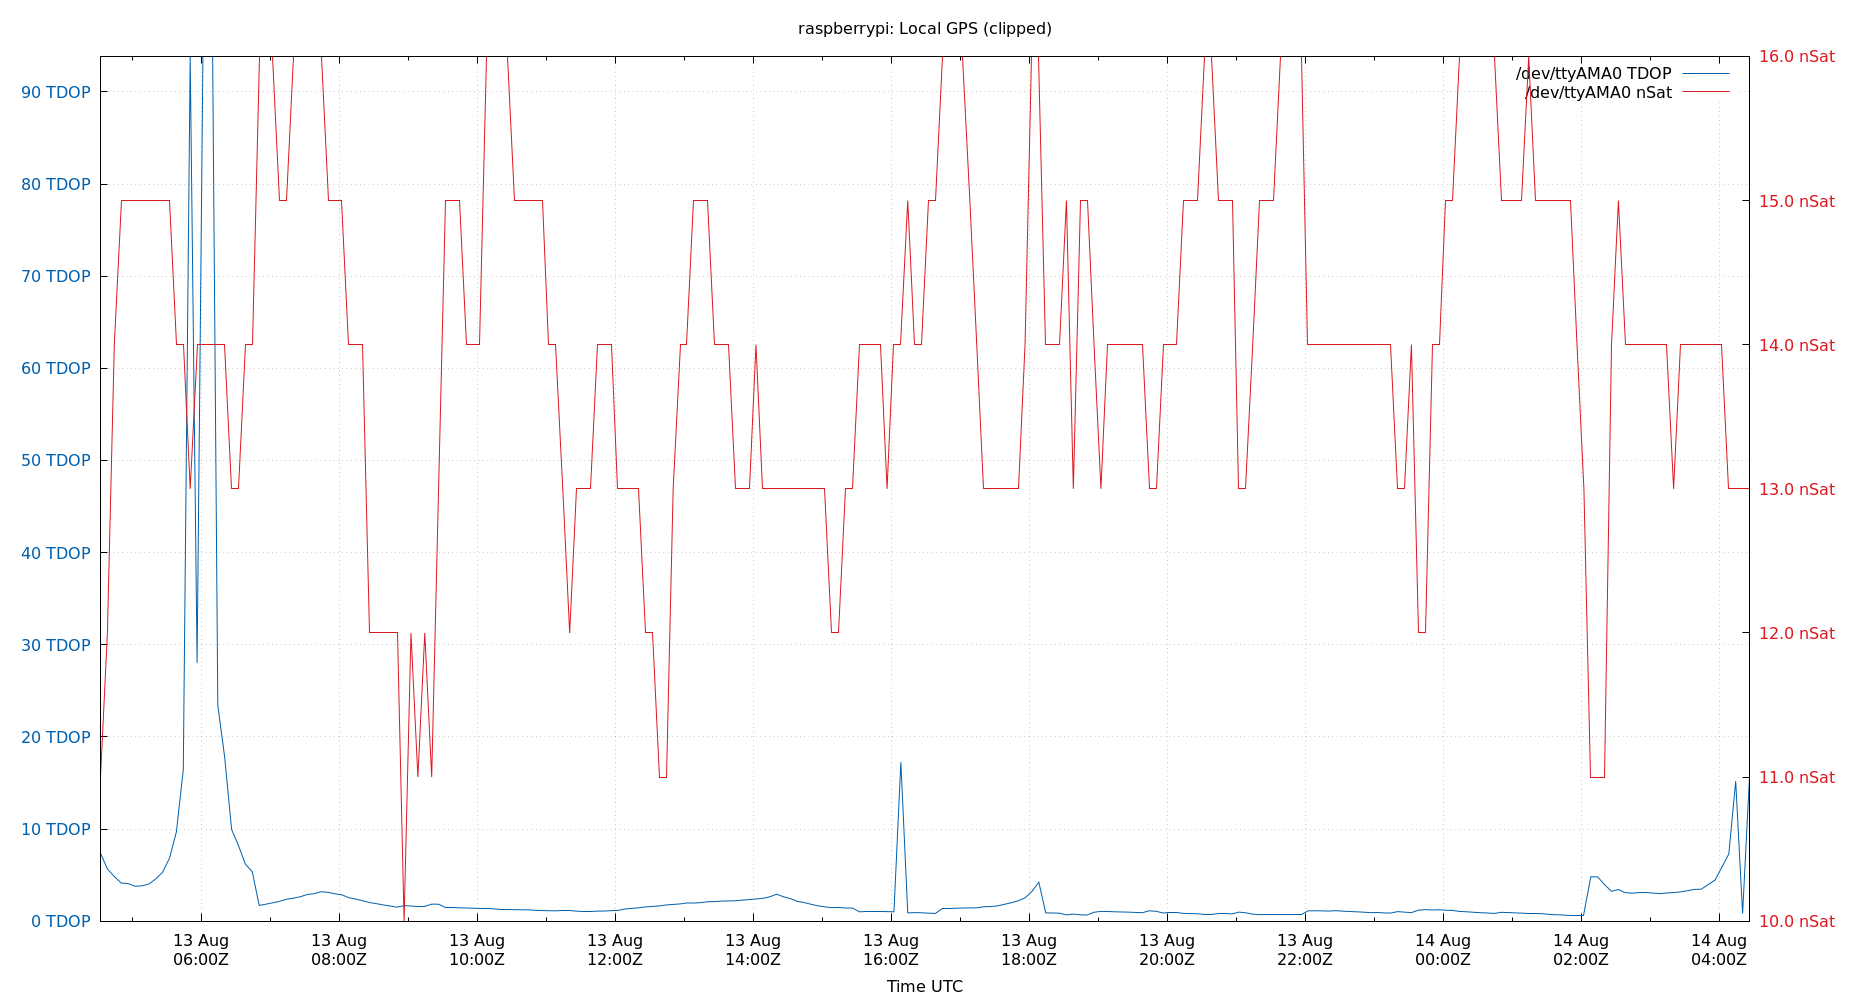 raspberrypi: Local GPS (clipped)
/dev/ttyAMA0 TDOP
/dev/ttyAMA0 nSat
90 TDOP
80 TDOP
70 TDOP
60 TDOP
50 TDOP
40 TDOP
30 TDOP
20 TDOP
10 TDOP
0 TDOP
16.0 nSat
15.0 nSat
14.0 nSat
13.0 nSat
12.0 nSat
11.0 nSat
10.0 nSat
13 Aug
06:00Z
13 Aug
08:00Z
13 Aug
10:00Z
13 Aug
12:00Z
13 Aug
14:00Z
13 Aug
16:00Z
13 Aug
18:00Z
13 Aug
20:00Z
13 Aug
22:00Z
14 Aug
00:00Z
14 Aug
02:00Z
14 Aug
04:00Z
Time UTC